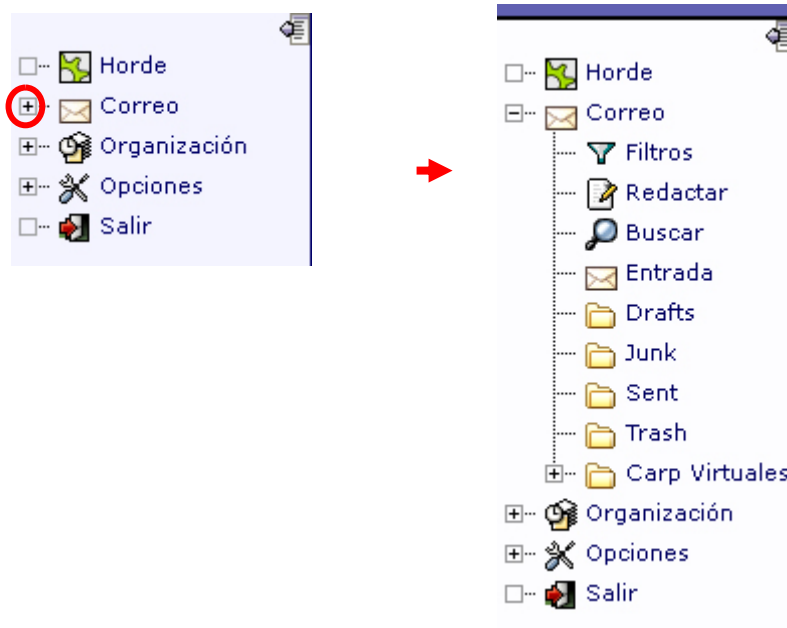 Horde
Correo
Organización
Opciones
Salir
Horde
Correo
Filtros
Redactar
Buscar
Entrada
Drafts
Junk
Sent
Trash
Carp Virtuales
Organización
Opciones
Salir